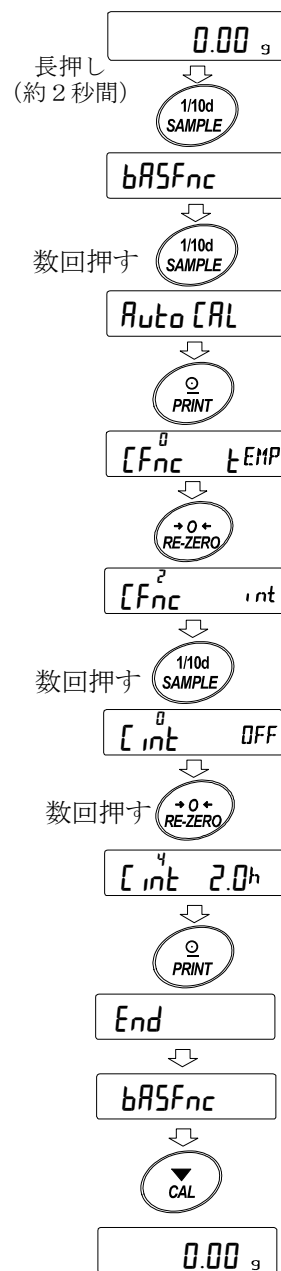 0.00 g
長押し
(約２秒間)
1/10d
SAMPLE
bASFnc
数回押す
1/10d
SAMPLE
Auto CAL
PRINT
0
CFnc tEMP
→0←
RE-ZERO
2
CFnc int
数回押す
1/10d
SAMPLE
0
C int OFF
数回押す
→0←
RE-ZERO
4
C int 2.0h
PRINT
End
bASFnc
CAL
0.00 g